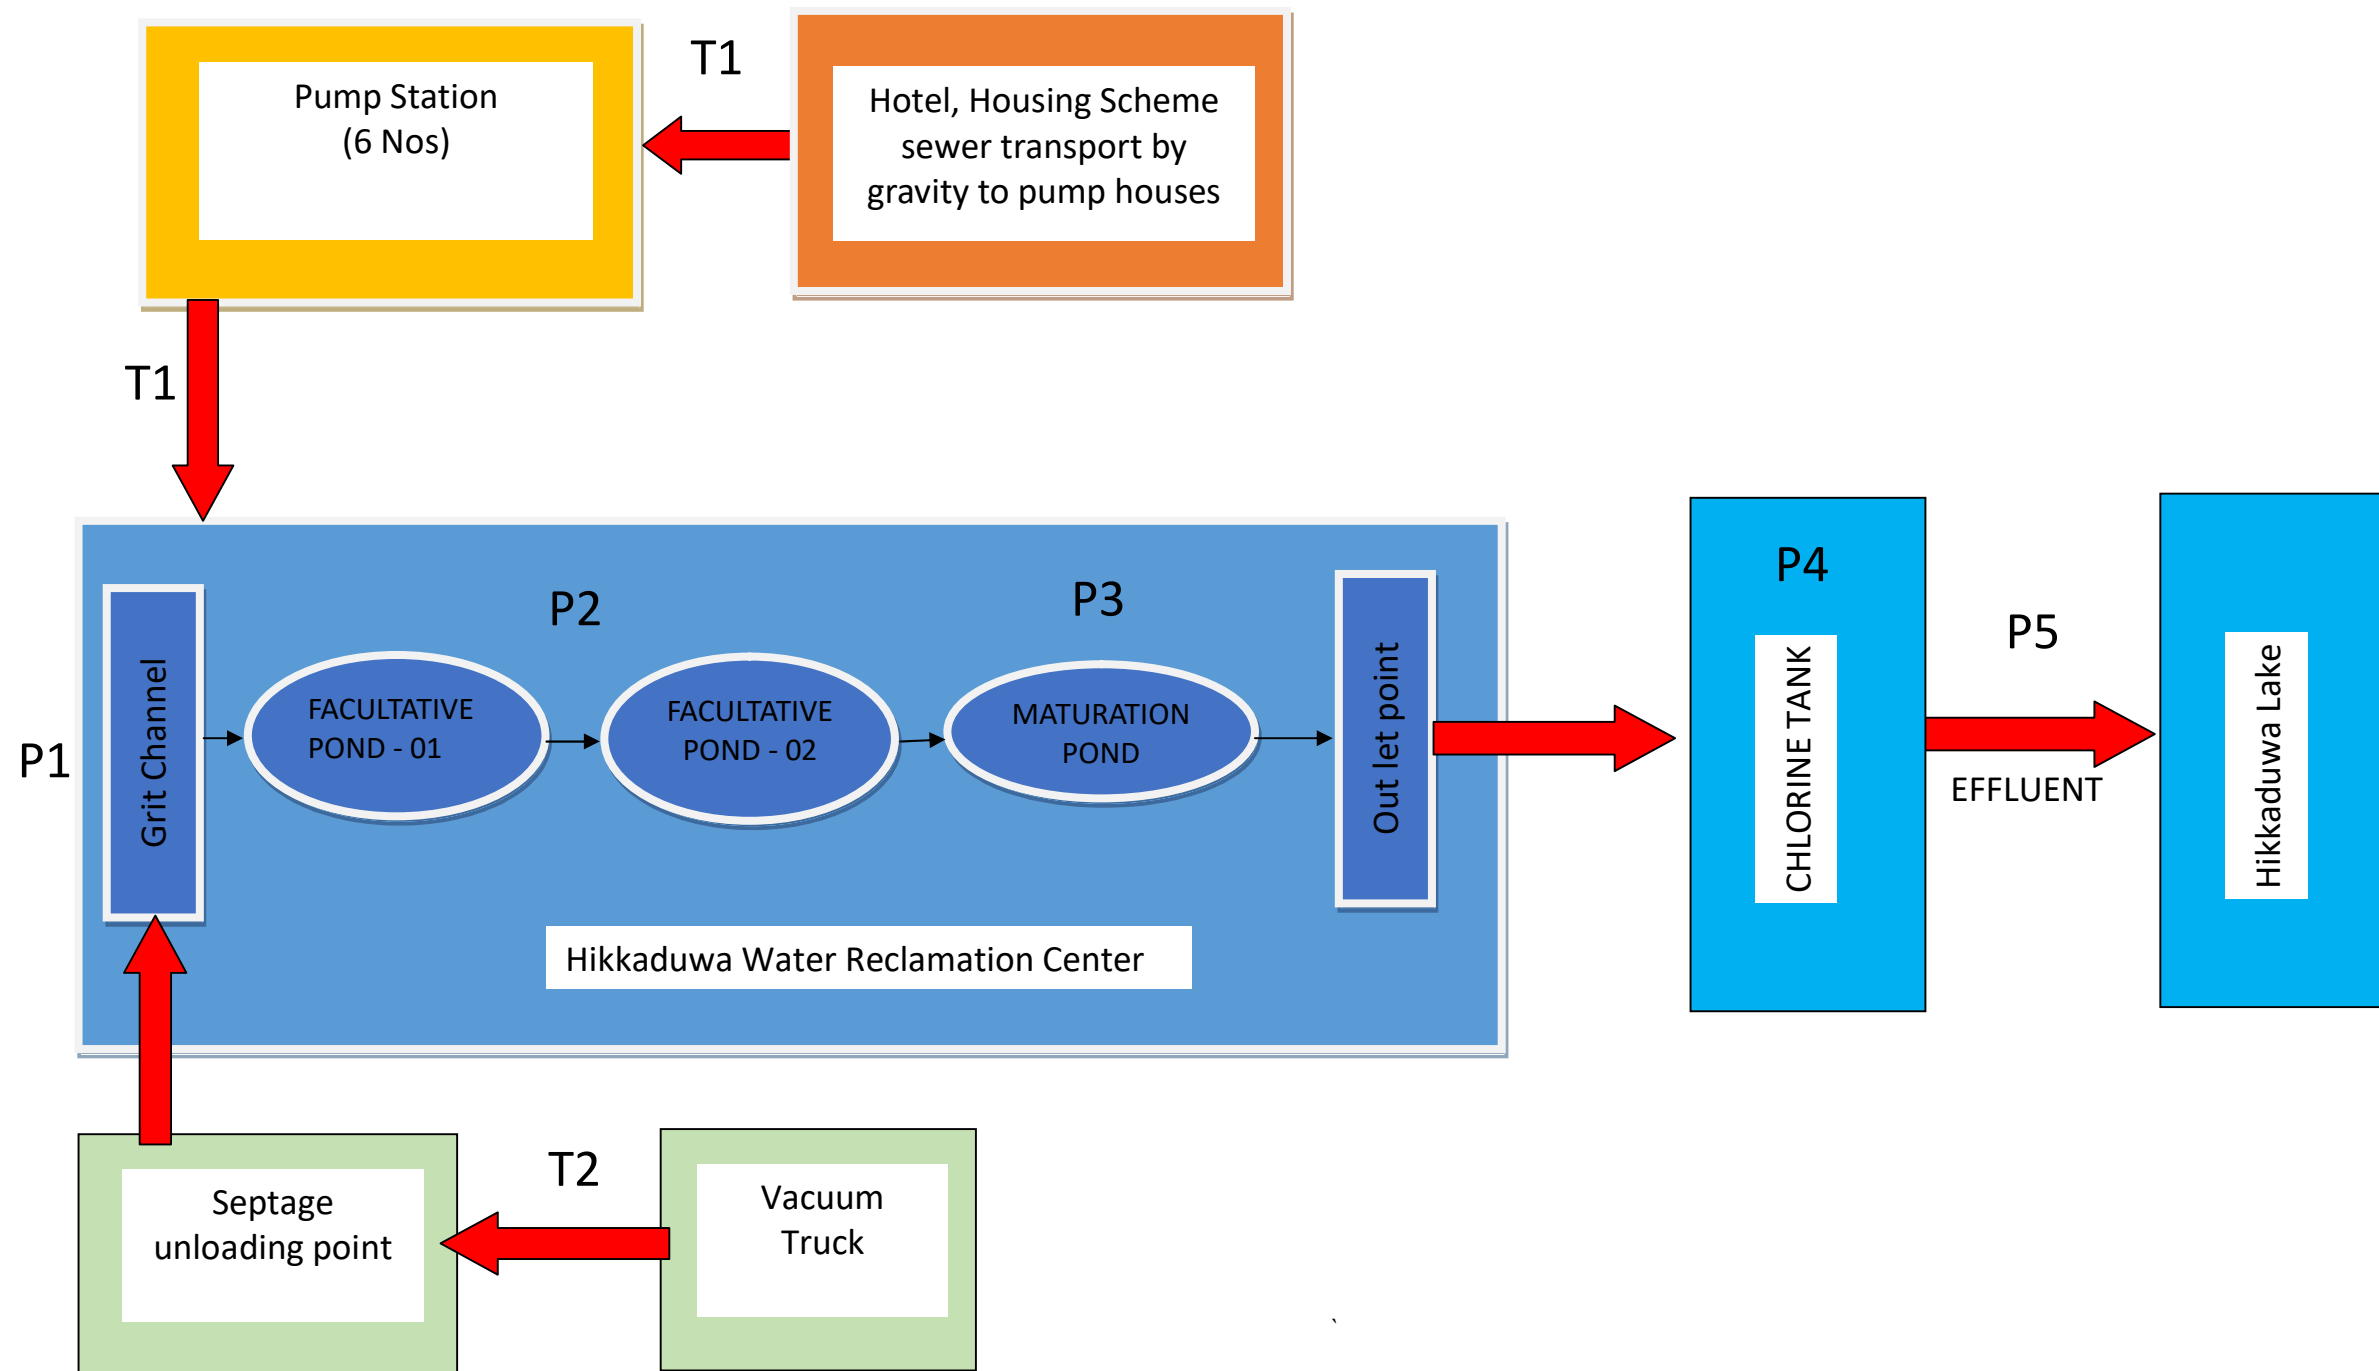 T1
Pump Station
(6 Nos)
Hotel, Housing Scheme
sewer transport by
gravity to pump houses
T1
P1
Grit Channel
P2
FACULTATIVE
POND - 01
FACULTATIVE
POND - 02
P3
MATURATION
POND
Out let point
Hikkaduwa Water Reclamation Center
P4
CHLORINE TANK
P5
EFFLUENT
Hikkaduwa Lake
Septage
unloading point
T2
Vacuum
Truck
`